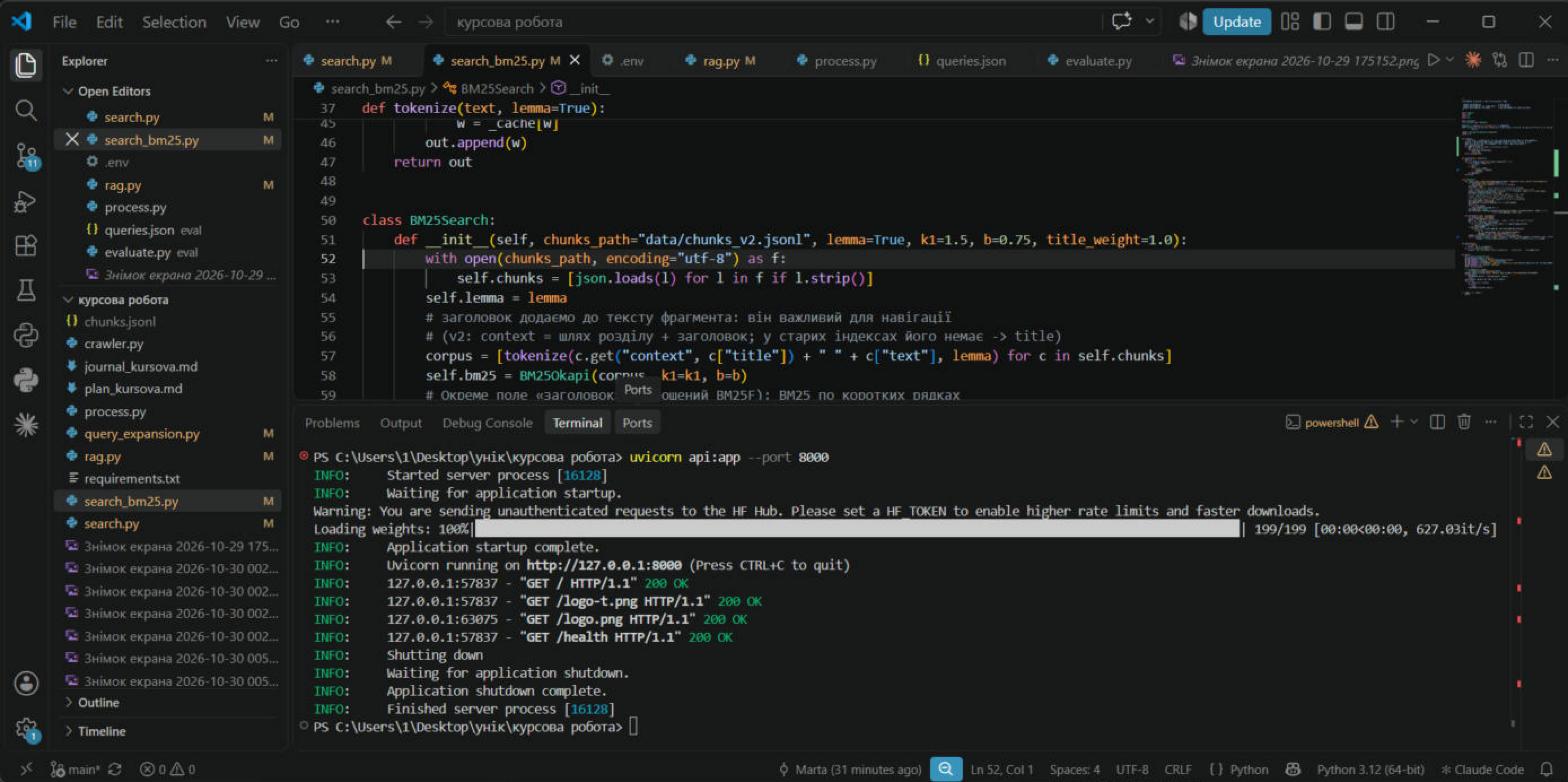 File Edit Selection View Go ··· курсова робота Update
Explorer
Open Editors
search.py M
search_bm25.py M
.env
rag.py M
process.py
queries.json eval
evaluate.py eval
Знімок екрана 2026-10-29 ...
курсова робота
chunks.jsonl
crawler.py
journal_kursova.md
plan_kursova.md
process.py
query_expansion.py M
rag.py M
requirements.txt
search_bm25.py M
search.py M
Знімок екрана 2026-10-29 175...
Знімок екрана 2026-10-30 002...
Знімок екрана 2026-10-30 002...
Знімок екрана 2026-10-30 002...
Знімок екрана 2026-10-30 002...
Знімок екрана 2026-10-30 005...
Знімок екрана 2026-10-30 005...
Outline
Timeline
11
1
search.py M search_bm25.py M .env rag.py M process.py queries.json evaluate.py Знімок екрана 2026-10-29 175152.png
search_bm25.py > BM25Search > __init__
37 def tokenize(text, lemma=True):
45 w = _cache[w]
46 out.append(w)
47 return out
48
49
50 class BM25Search:
51 def __init__(self, chunks_path="data/chunks_v2.jsonl", lemma=True, k1=1.5, b=0.75, title_weight=1.0):
52 with open(chunks_path, encoding="utf-8") as f:
53 self.chunks = [json.loads(l) for l in f if l.strip()]
54 self.lemma = lemma
55 # заголовок додаємо до тексту фрагмента: він важливий для навігації
56 # (v2: context = шлях розділу + заголовок; у старих індексах його немає -> title)
57 corpus = [tokenize(c.get("context", c["title"]) + " " + c["text"], lemma) for c in self.chunks]
58 self.bm25 = BM25Okapi(corpus, k1=k1, b=b)
59 # Окреме поле «заголовок ощений BM25F): BM25 по коротких рядках
Ports
Problems Output Debug Console Terminal Ports powershell
PS C:\Users\1\Desktop\унік\курсова робота> uvicorn api:app --port 8000
INFO: Started server process [16128]
INFO: Waiting for application startup.
Warning: You are sending unauthenticated requests to the HF Hub. Please set a HF_TOKEN to enable higher rate limits and faster downloads.
Loading weights: 100%| | 199/199 [00:00<00:00, 627.03it/s]
INFO: Application startup complete.
INFO: Uvicorn running on http://127.0.0.1:8000 (Press CTRL+C to quit)
INFO: 127.0.0.1:57837 - "GET / HTTP/1.1" 200 OK
INFO: 127.0.0.1:57837 - "GET /logo-t.png HTTP/1.1" 200 OK
INFO: 127.0.0.1:63075 - "GET /logo.png HTTP/1.1" 200 OK
INFO: 127.0.0.1:57837 - "GET /health HTTP/1.1" 200 OK
INFO: Shutting down
INFO: Waiting for application shutdown.
INFO: Application shutdown complete.
INFO: Finished server process [16128]
PS C:\Users\1\Desktop\унік\курсова робота>
main* 0 0 Marta (31 minutes ago) Ln 52, Col 1 Spaces: 4 UTF-8 CRLF {} Python Python 3.12 (64-bit) Claude Code